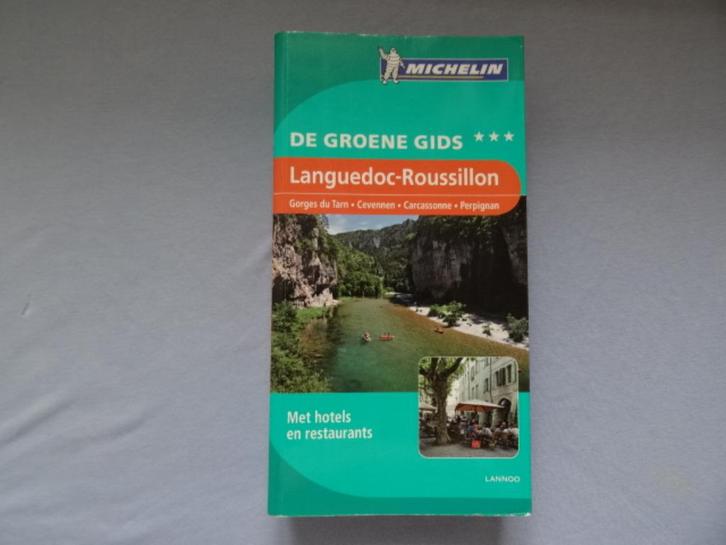 MICHELIN
DE GROENE GIDS ★★★
Languedoc-Roussillon
Gorges du Tarn • Cevennen • Carcassonne • Perpignan
Met hotels
en restaurants
LANNOO